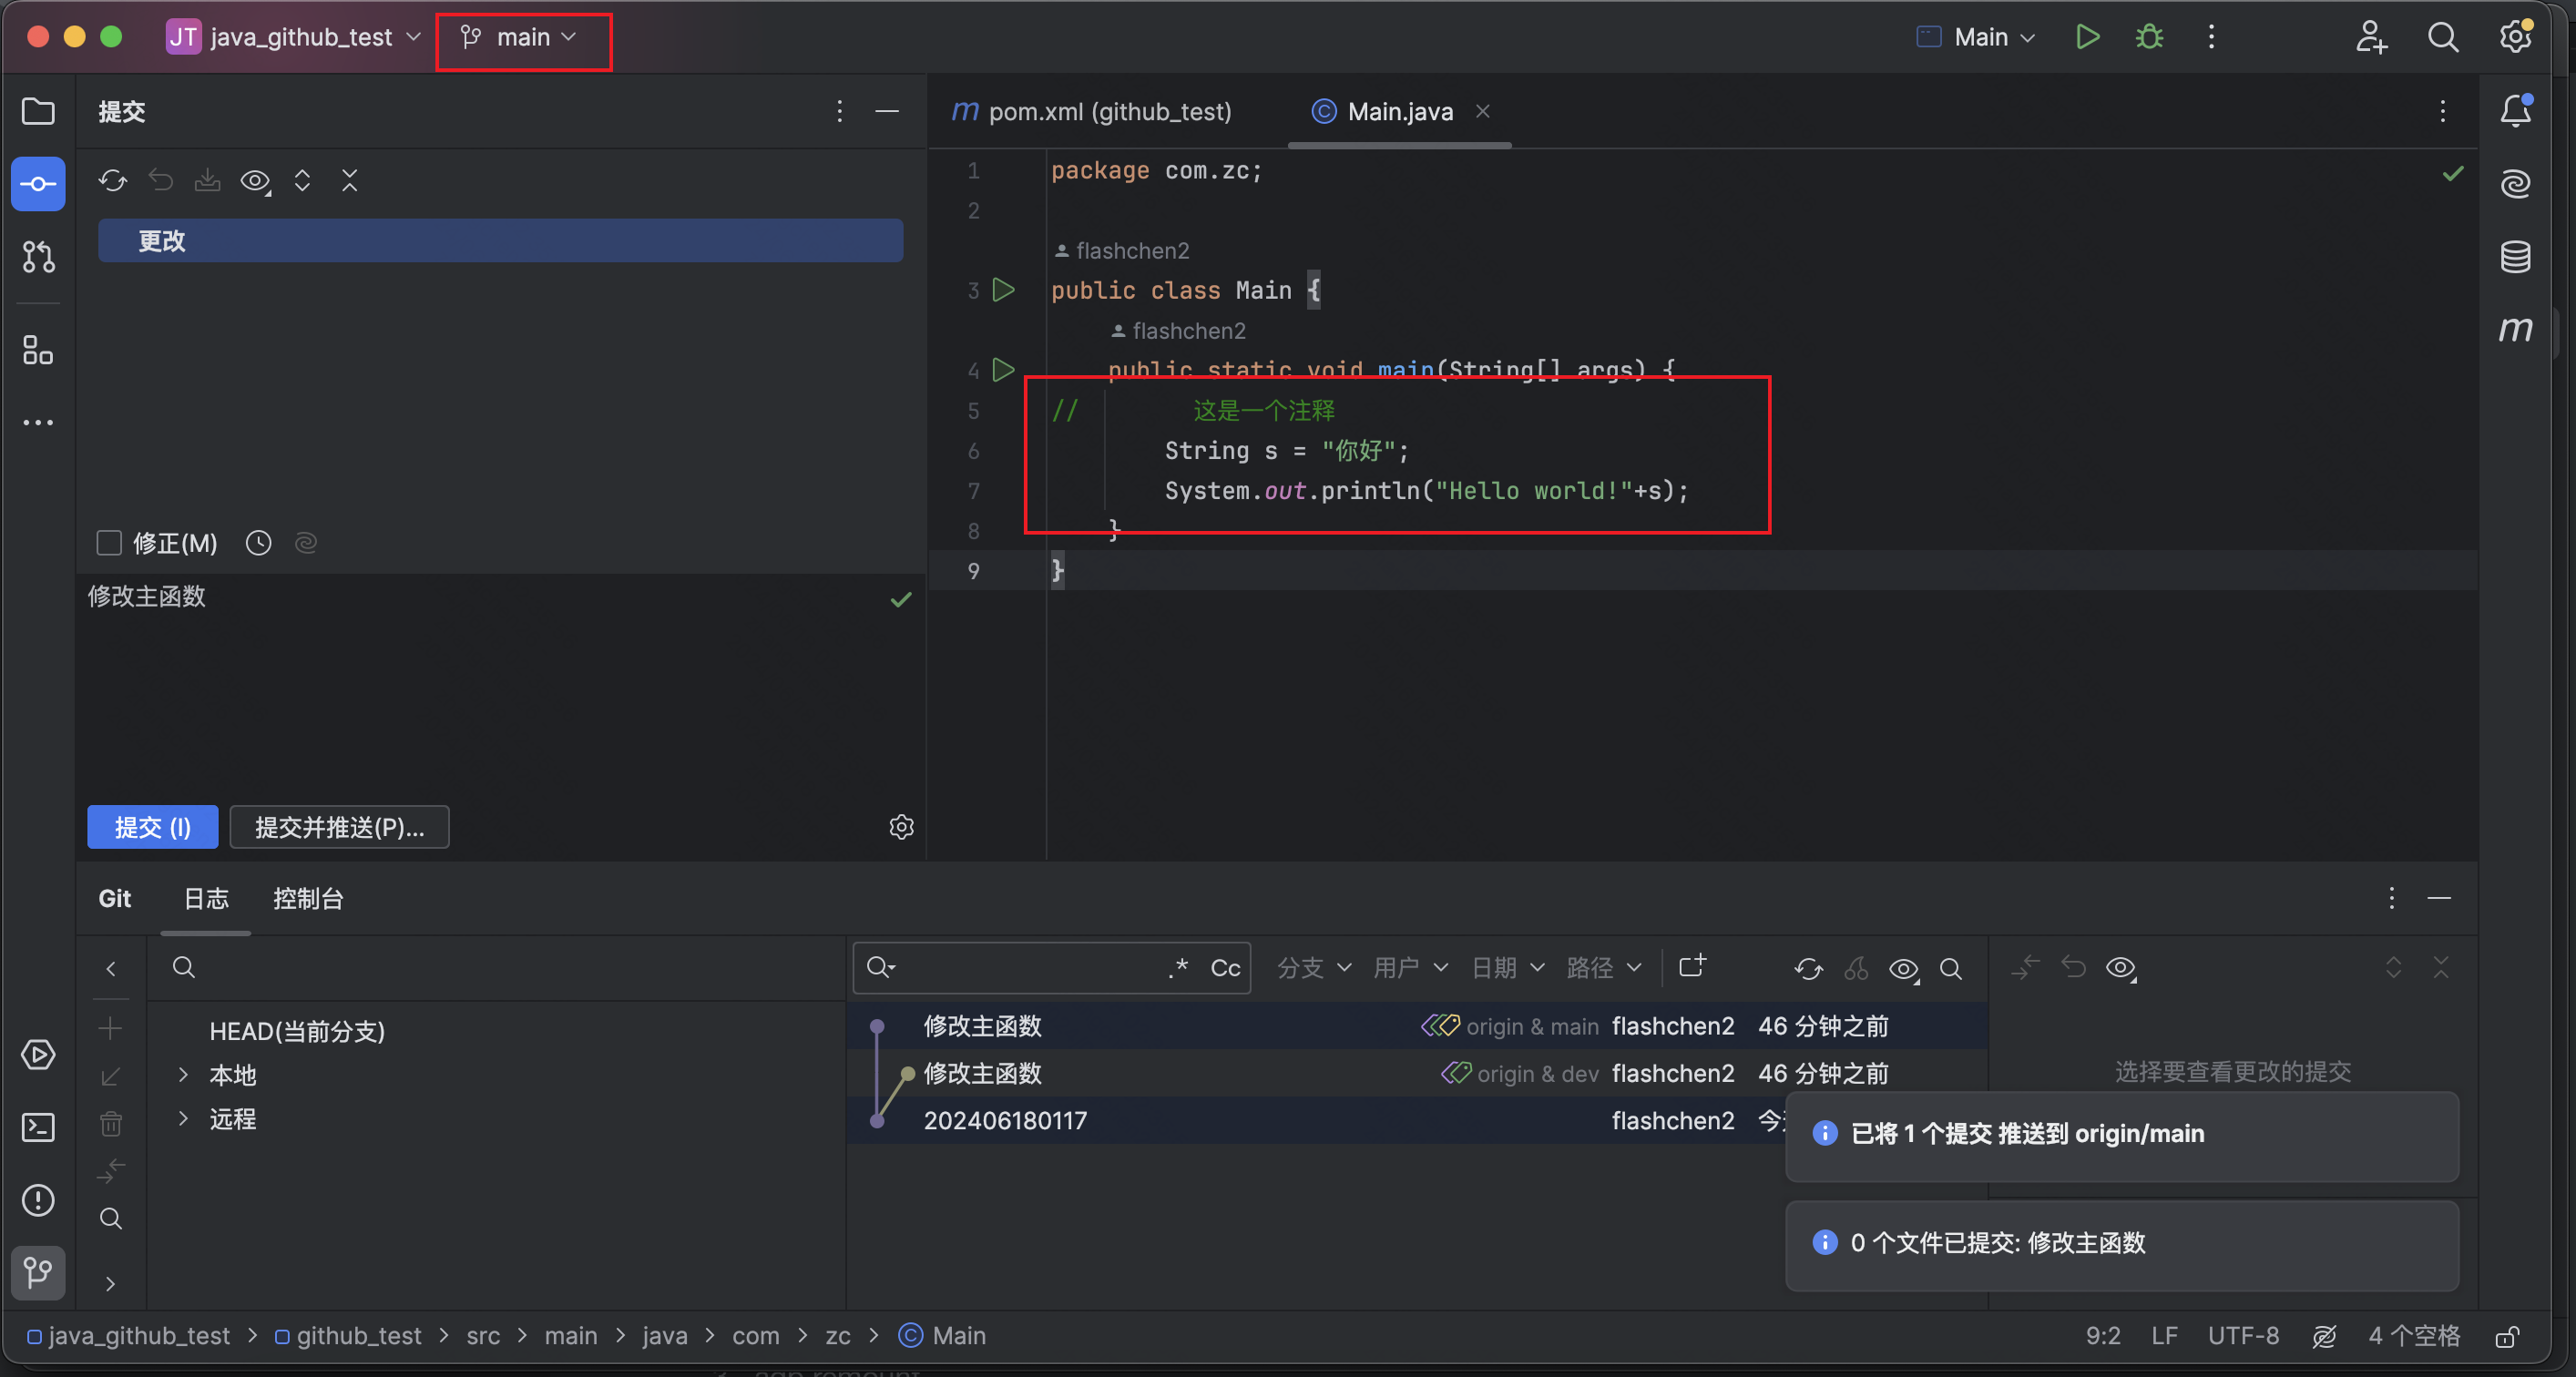 JT java_github_test main Main
提交
pom.xml (github_test) Main.java
更改
1 package com.zc;
2
flashchen2
3 public class Main {
flashchen2
4 public static void main(String[] args) {
5 // 这是一个注释
6 String s = "你好";
7 System.out.println("Hello world!"+s);
8 }
9 }
修正(M)
修改主函数
提交 (I) 提交并推送(P)...
Git 日志 控制台
.* Cc 分支 用户 日期 路径
HEAD(当前分支)
本地
远程
修改主函数 origin & main flashchen2 46 分钟之前
修改主函数 origin & dev flashchen2 46 分钟之前
202406180117 flashchen2
选择要查看更改的提交
已将 1 个提交 推送到 origin/main
0 个文件已提交: 修改主函数
java_github_test > github_test > src > main > java > com > zc > Main
9:2 LF UTF-8 4 个空格